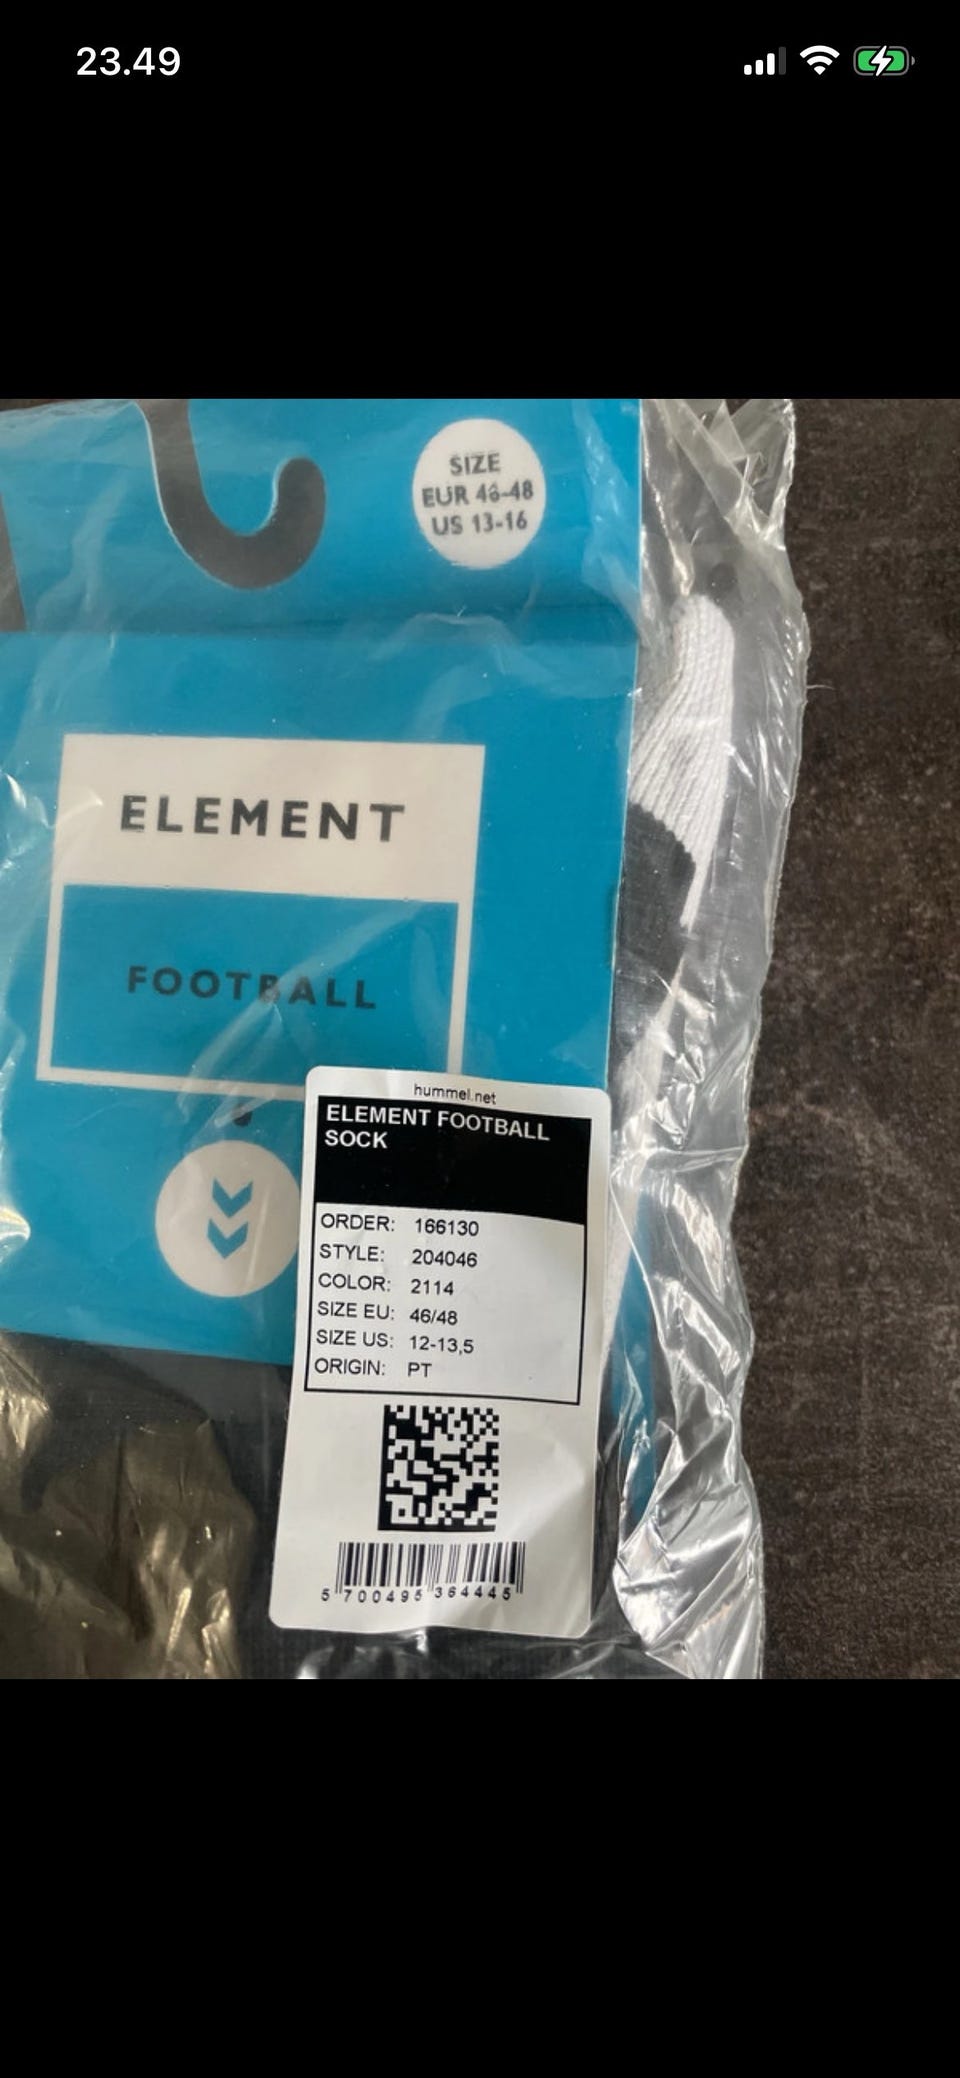 23.49
SIZE
EUR 46-48
US 13-16
ELEMENT
FOOTBALL
hummel.net
ELEMENT FOOTBALL
SOCK
ORDER: 166130
STYLE: 204046
COLOR: 2114
SIZE EU: 46/48
SIZE US: 12-13,5
ORIGIN: PT
5 700495 364445